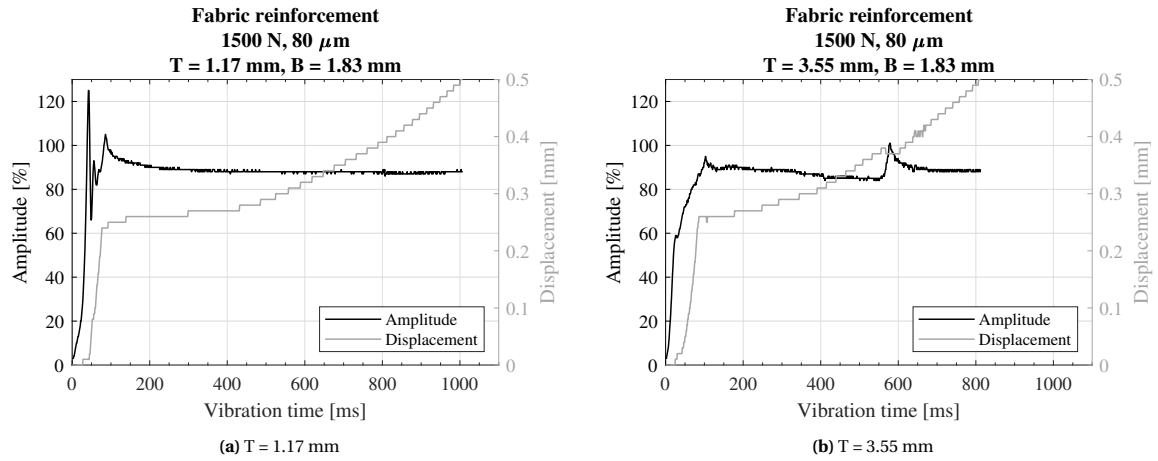 Fabric reinforcement
1500 N, 80 μm
T = 1.17 mm, B = 1.83 mm
120
100
80
60
40
20
0
Amplitude [%]
0.5
0.4
0.3
0.2
0.1
0
Displacement [mm]
Amplitude
Displacement
0 200 400 600 800 1000
Vibration time [ms]
(a) T = 1.17 mm
Fabric reinforcement
1500 N, 80 μm
T = 3.55 mm, B = 1.83 mm
120
100
80
60
40
20
0
Amplitude [%]
0.5
0.4
0.3
0.2
0.1
0
Displacement [mm]
Amplitude
Displacement
0 200 400 600 800 1000
Vibration time [ms]
(b) T = 3.55 mm